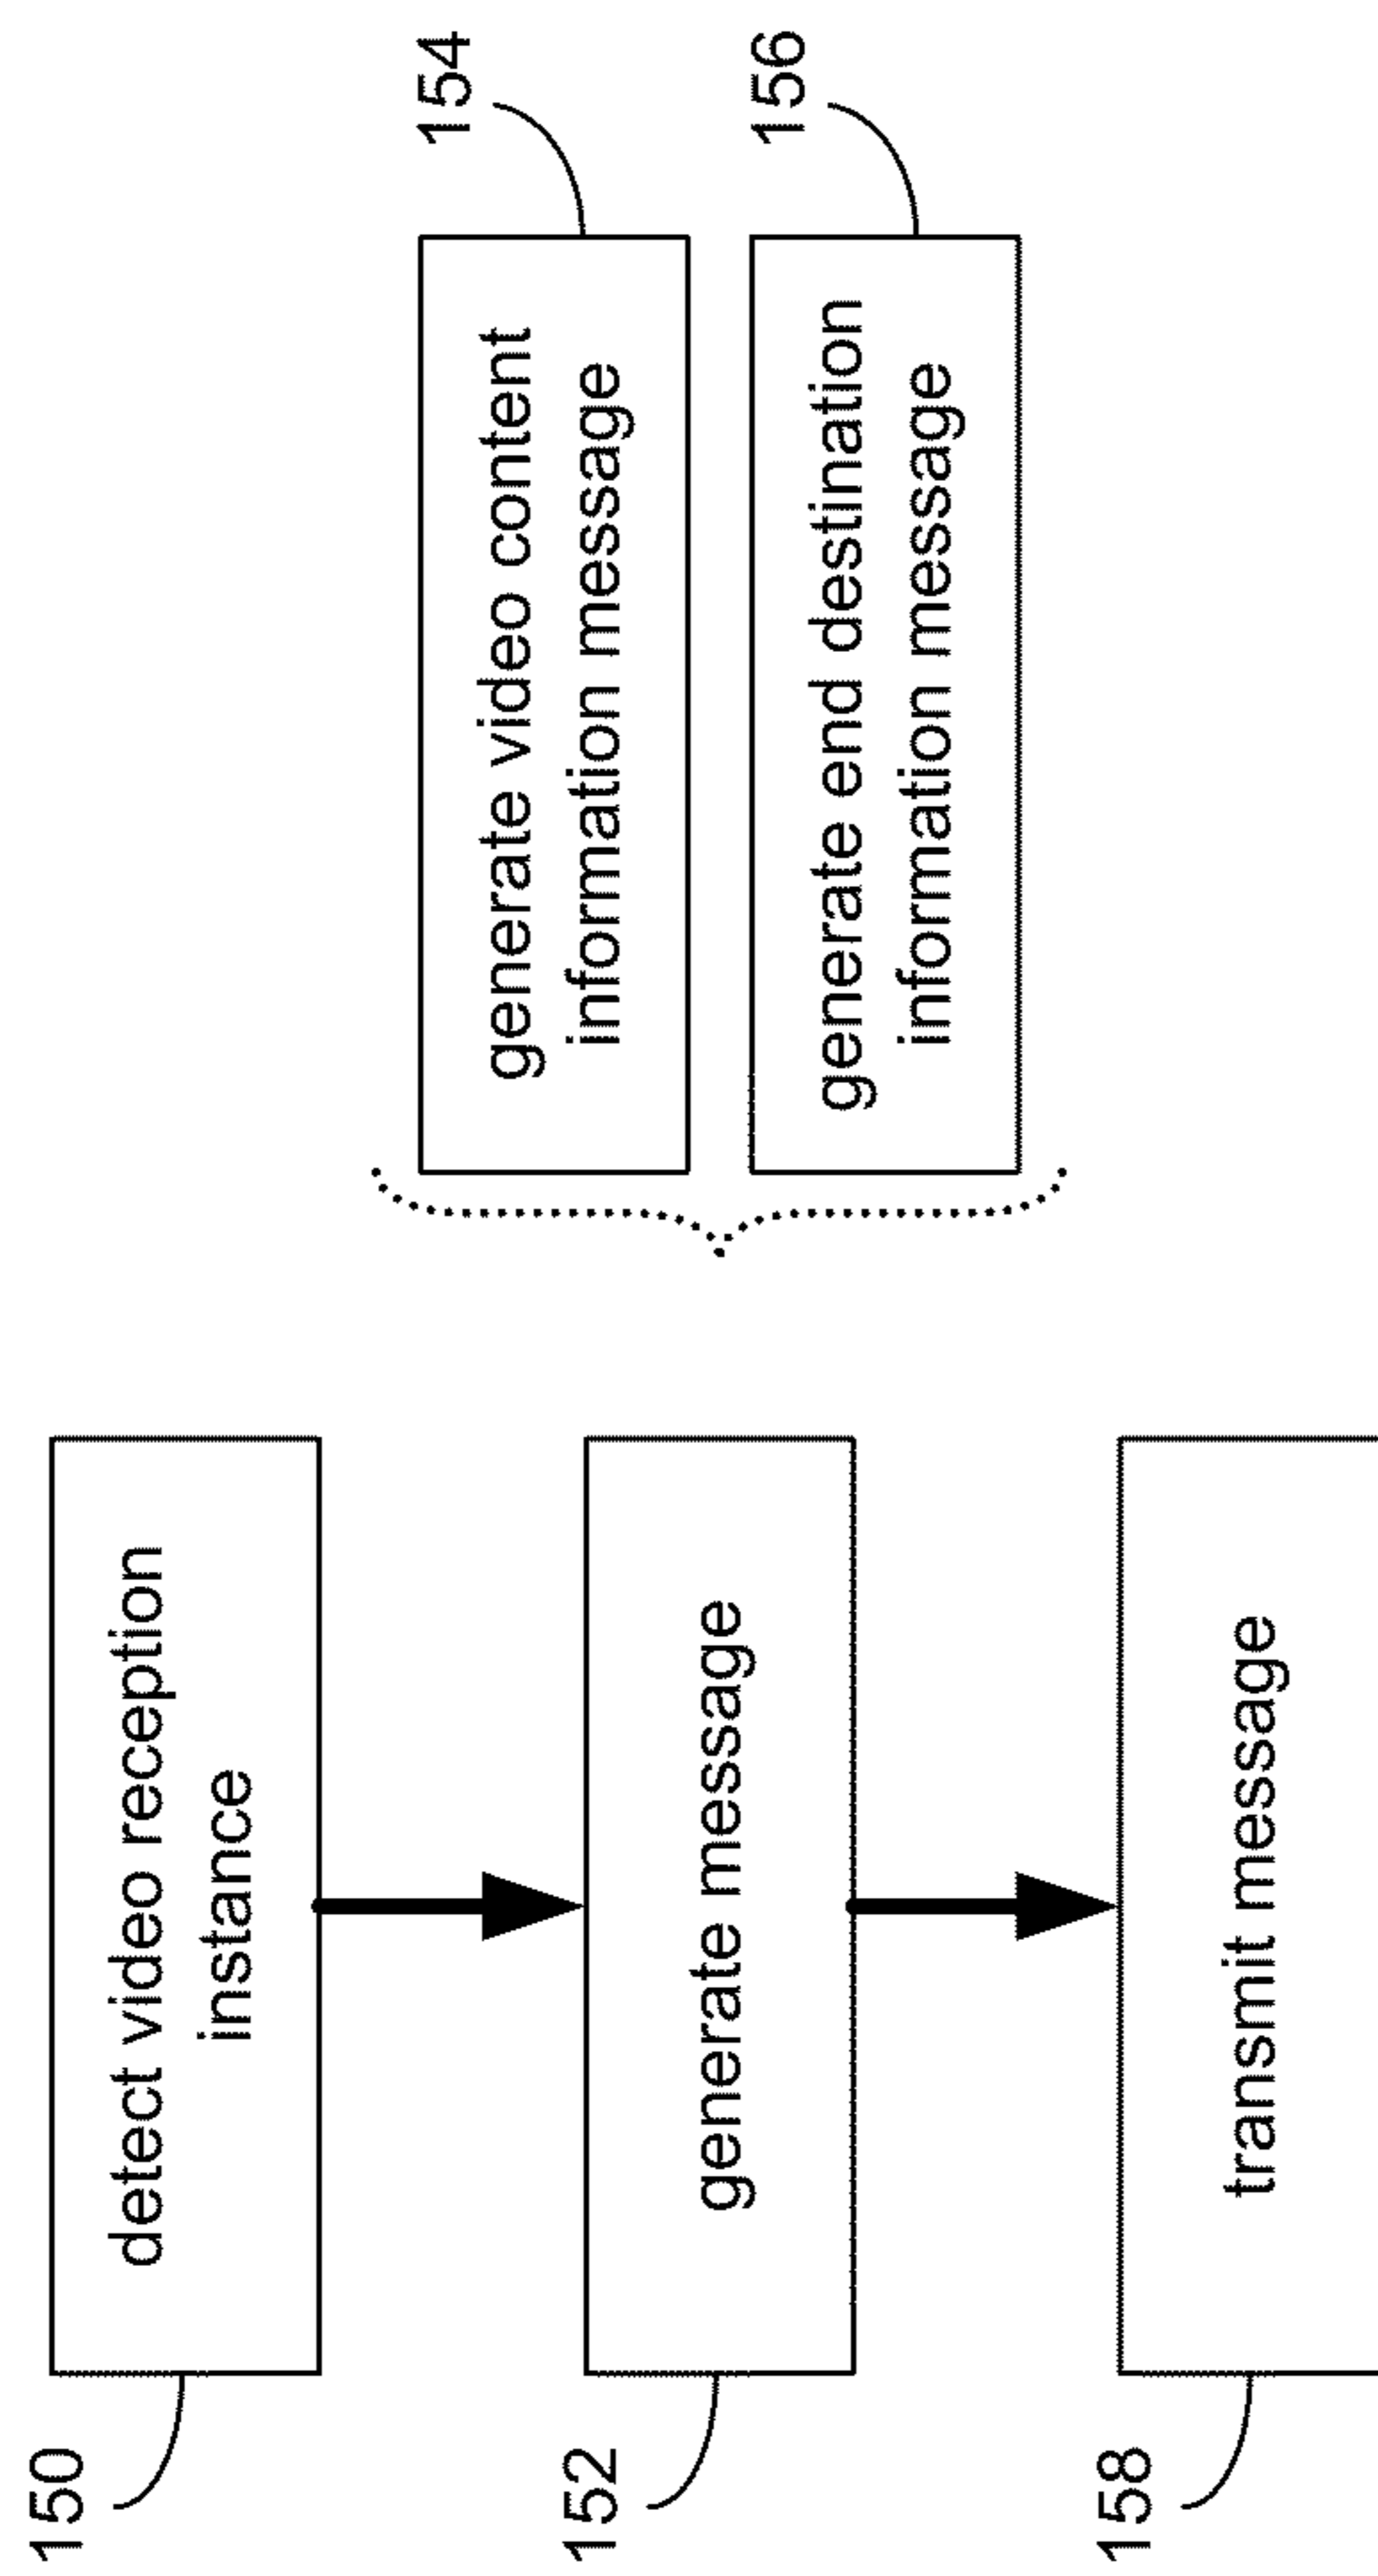 150
detect video reception
instance
152
generate message
154
generate video content
information message
156
generate end destination
information message
158
transmit message